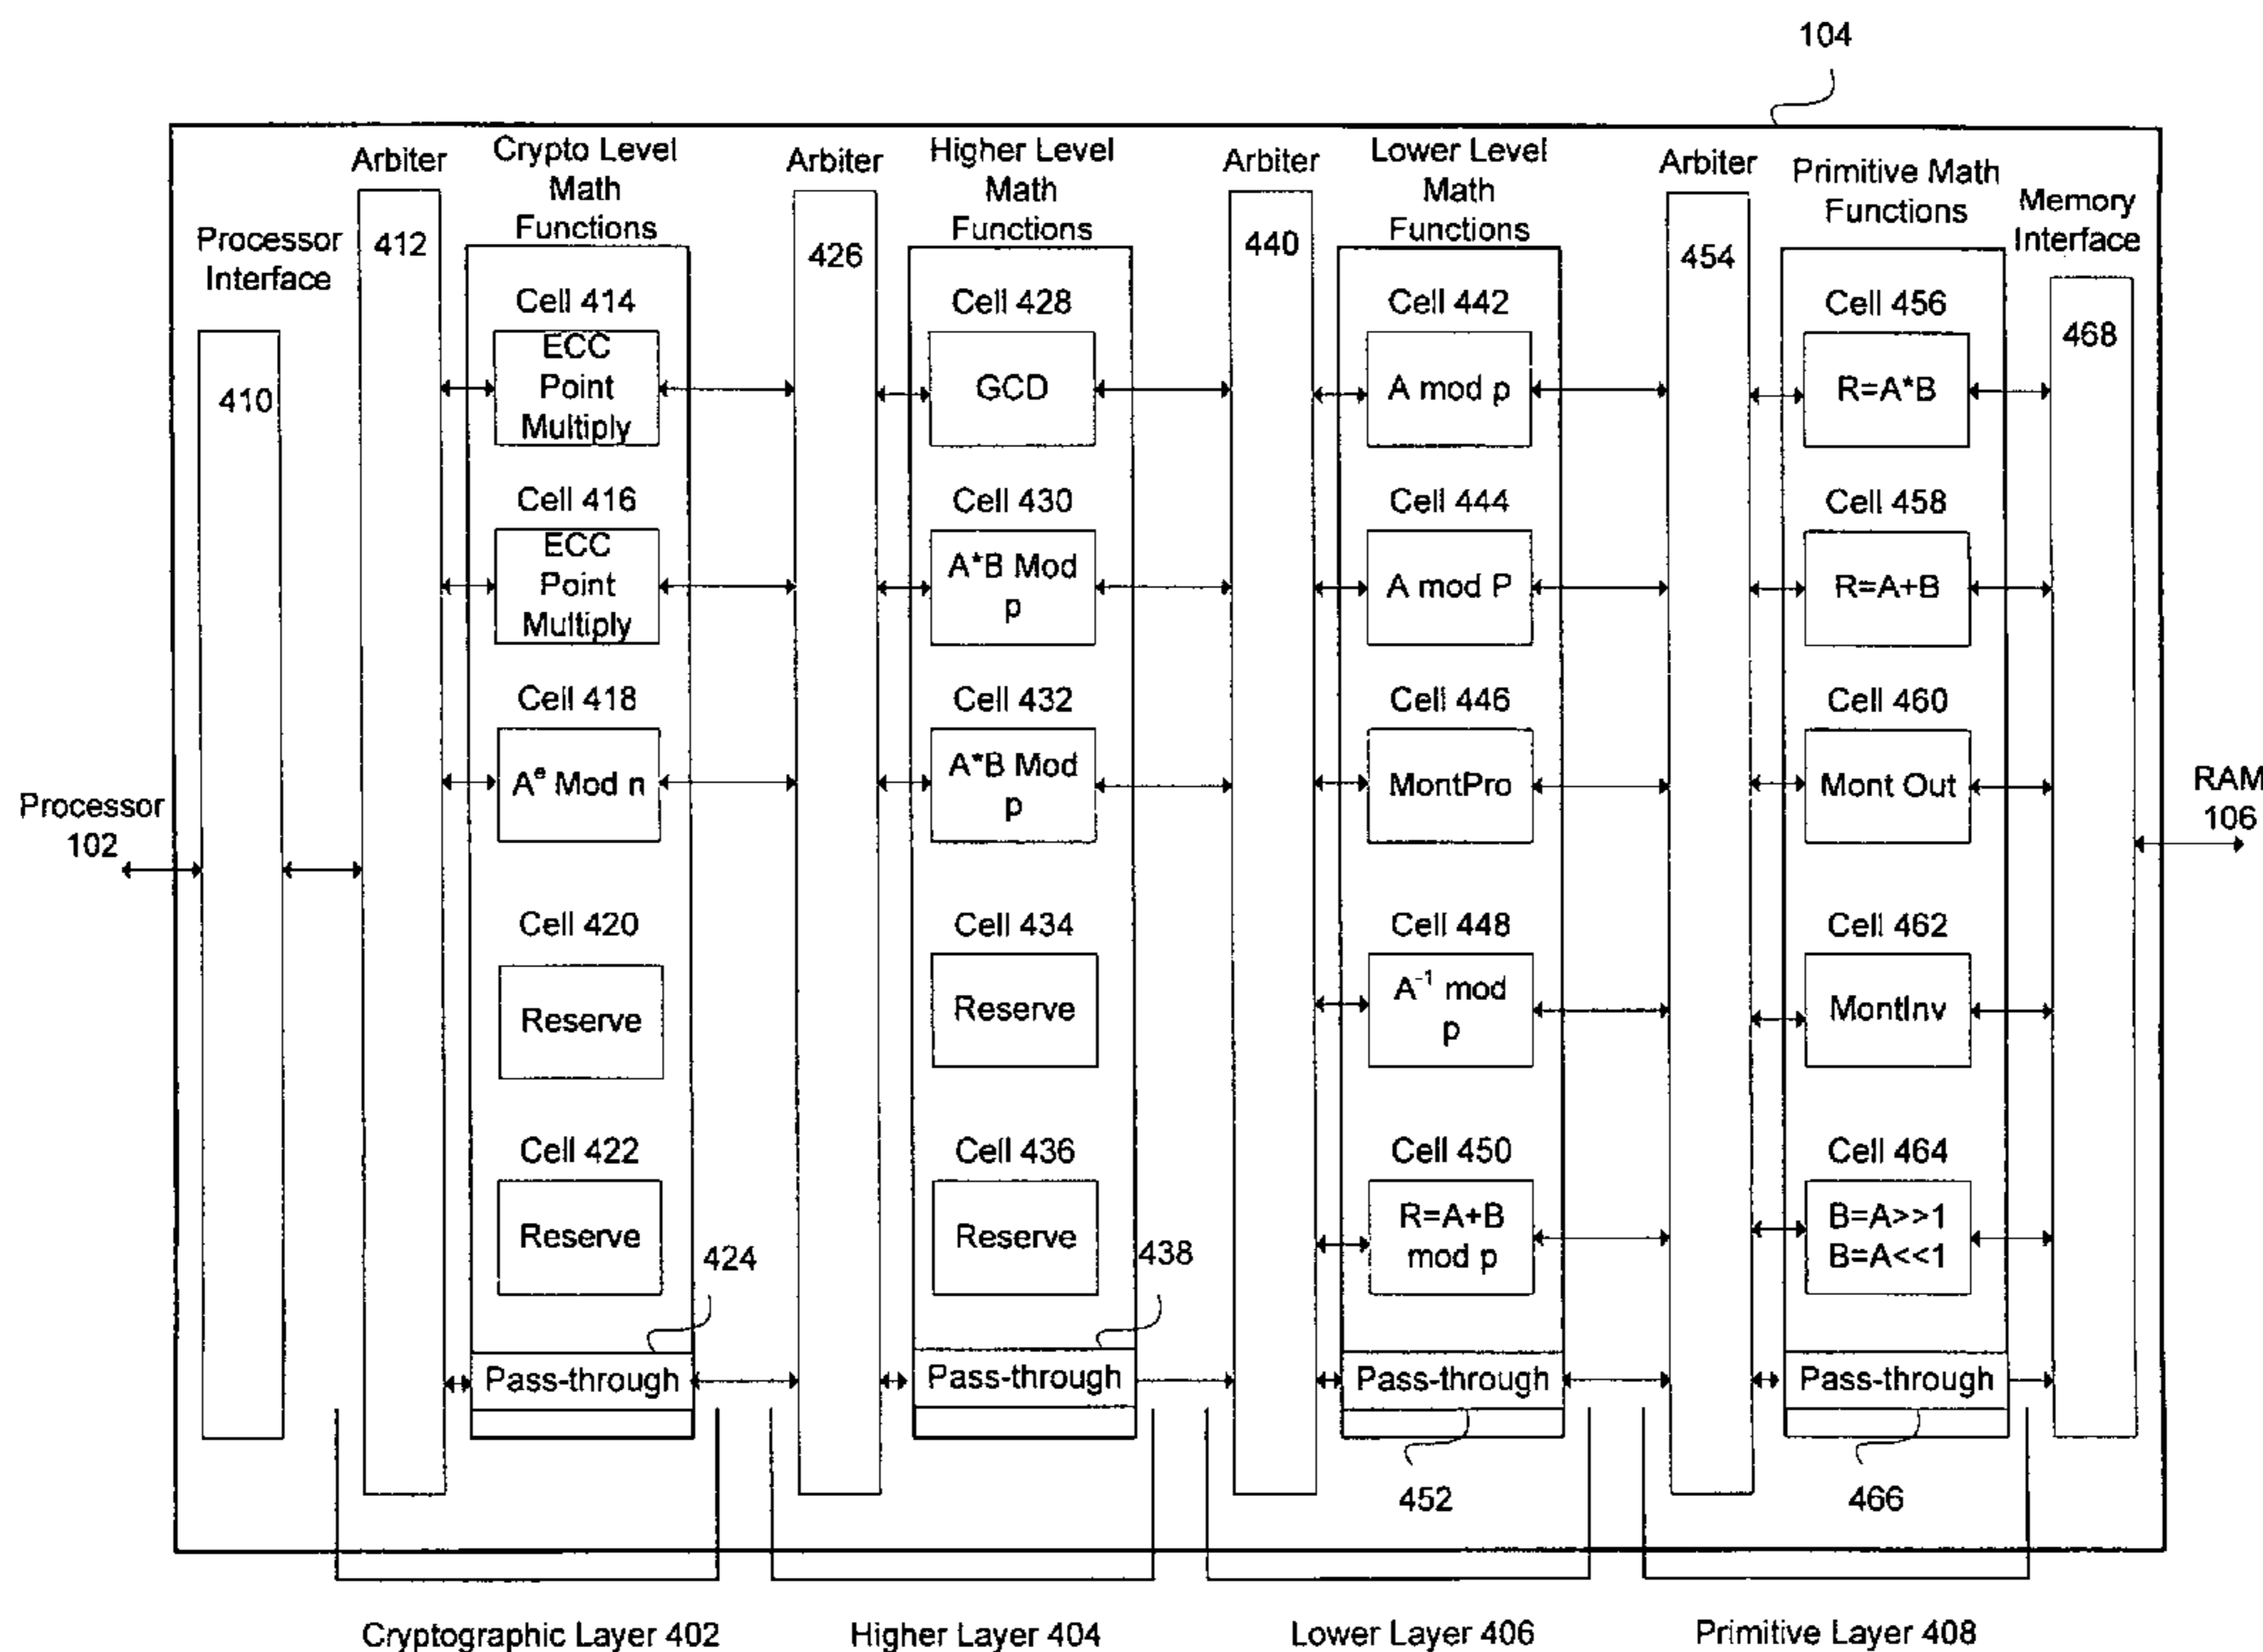 104
Processor
Interface
410
Processor
102
Arbiter
412
Crypto Level
Math
Functions
Cell 414
ECC
Point
Multiply
Cell 416
ECC
Point
Multiply
Cell 418
Aᵉ Mod n
Cell 420
Reserve
Cell 422
Reserve
424
Pass-through
Arbiter
426
Higher Level
Math
Functions
Cell 428
GCD
Cell 430
A*B Mod
p
Cell 432
A*B Mod
p
Cell 434
Reserve
Cell 436
Reserve
438
Pass-through
Arbiter
440
Lower Level
Math
Functions
Cell 442
A mod p
Cell 444
A mod P
Cell 446
MontPro
Cell 448
A⁻¹ mod
p
Cell 450
R=A+B
mod p
Pass-through
452
Arbiter
454
Primitive Math
Functions
Cell 456
R=A*B
Cell 458
R=A+B
Cell 460
Mont Out
Cell 462
MontInv
Cell 464
B=A>>1
B=A<<1
Pass-through
466
Memory
Interface
468
RAM
106
Cryptographic Layer 402
Higher Layer 404
Lower Layer 406
Primitive Layer 408